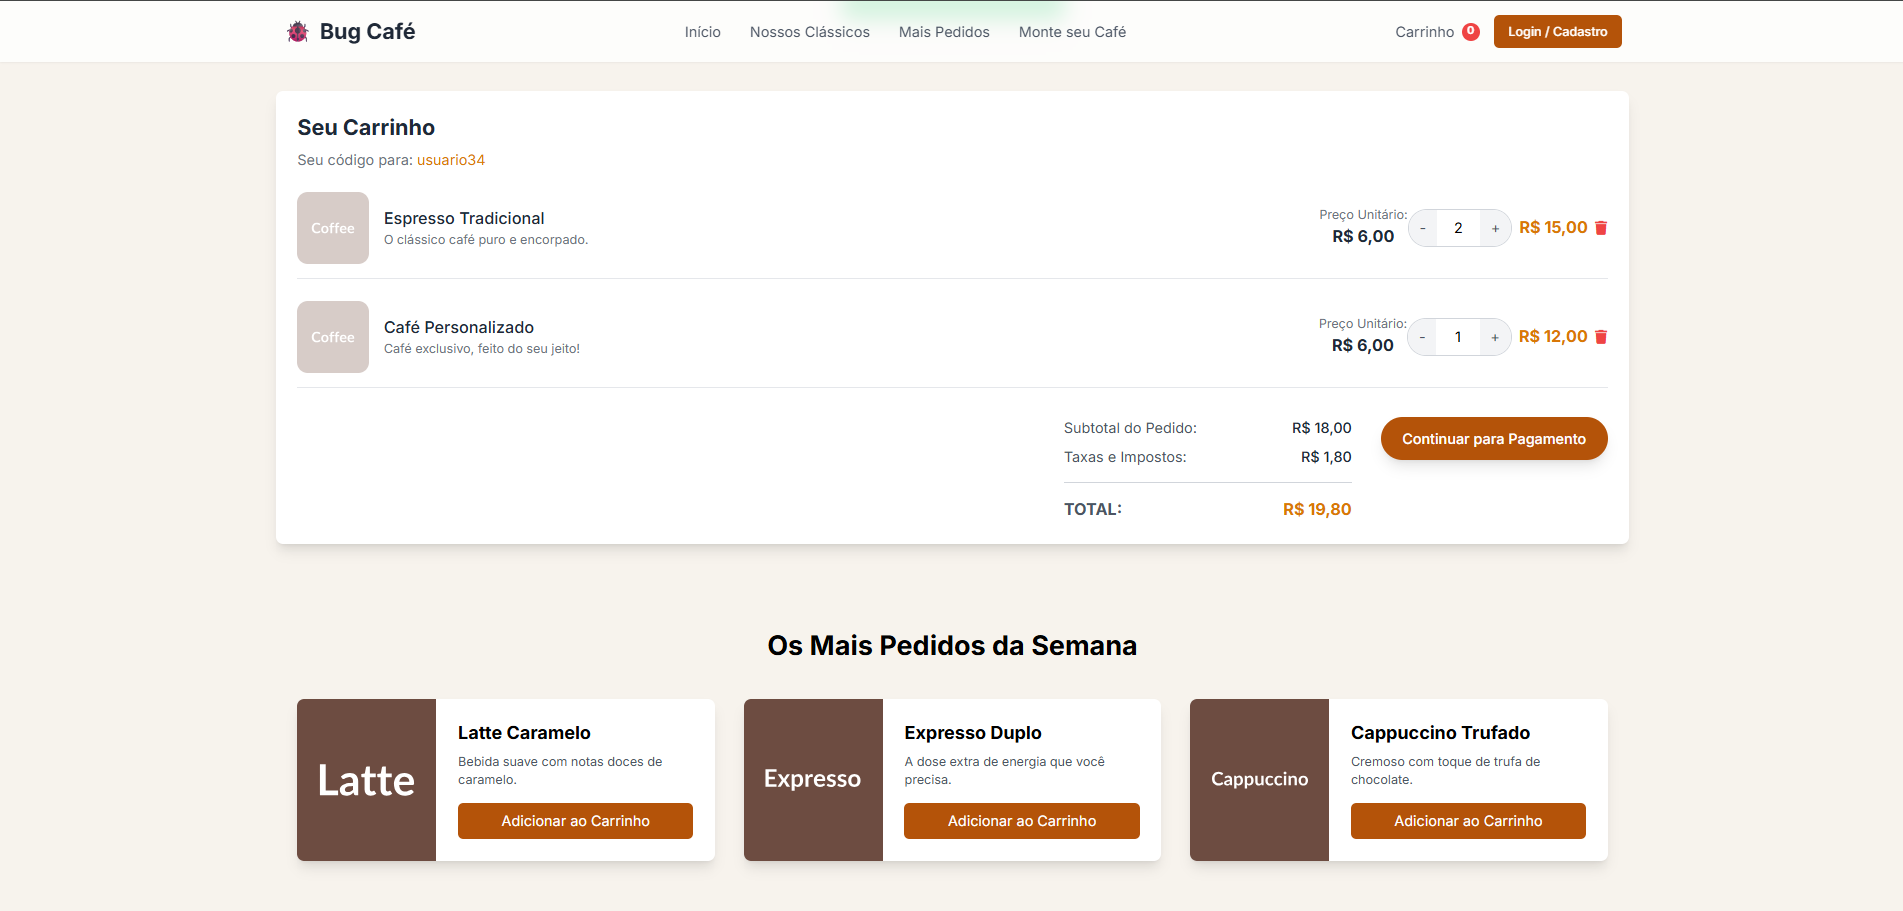 Bug Café
Início
Nossos Clássicos
Mais Pedidos
Monte seu Café
Carrinho 0
Login / Cadastro
Seu Carrinho
Seu código para: usuario34
Coffee
Espresso Tradicional
O clássico café puro e encorpado.
Preço Unitário:
R$ 6,00
- 2 +
R$ 15,00
Coffee
Café Personalizado
Café exclusivo, feito do seu jeito!
Preço Unitário:
R$ 6,00
- 1 +
R$ 12,00
Subtotal do Pedido: R$ 18,00
Taxas e Impostos: R$ 1,80
TOTAL: R$ 19,80
Continuar para Pagamento
Os Mais Pedidos da Semana
Latte
Latte Caramelo
Bebida suave com notas doces de
caramelo.
Adicionar ao Carrinho
Expresso
Expresso Duplo
A dose extra de energia que você
precisa.
Adicionar ao Carrinho
Cappuccino
Cappuccino Trufado
Cremoso com toque de trufa de
chocolate.
Adicionar ao Carrinho